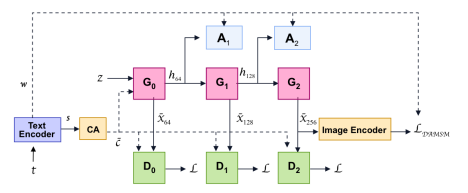 A₁
A₂
h₆₄
h₁₂₈
z
G₀
G₁
G₂
w
Text Encoder
s
CA
c̄
x̃₆₄
x̃₁₂₈
x̃₂₅₆
Image Encoder
ℒ_DAMSM
t
D₀
ℒ
D₁
ℒ
D₂
ℒ